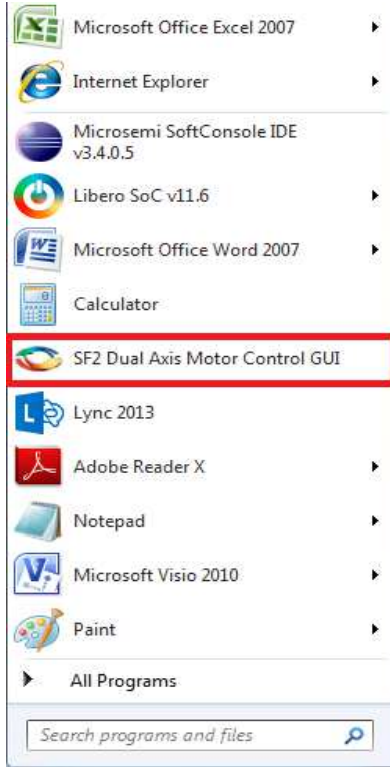 Microsoft Office Excel 2007
Internet Explorer
Microsemi SoftConsole IDE
v3.4.0.5
Libero SoC v11.6
Microsoft Office Word 2007
Calculator
SF2 Dual Axis Motor Control GUI
Lync 2013
Adobe Reader X
Notepad
Microsoft Visio 2010
Paint
All Programs
Search programs and files